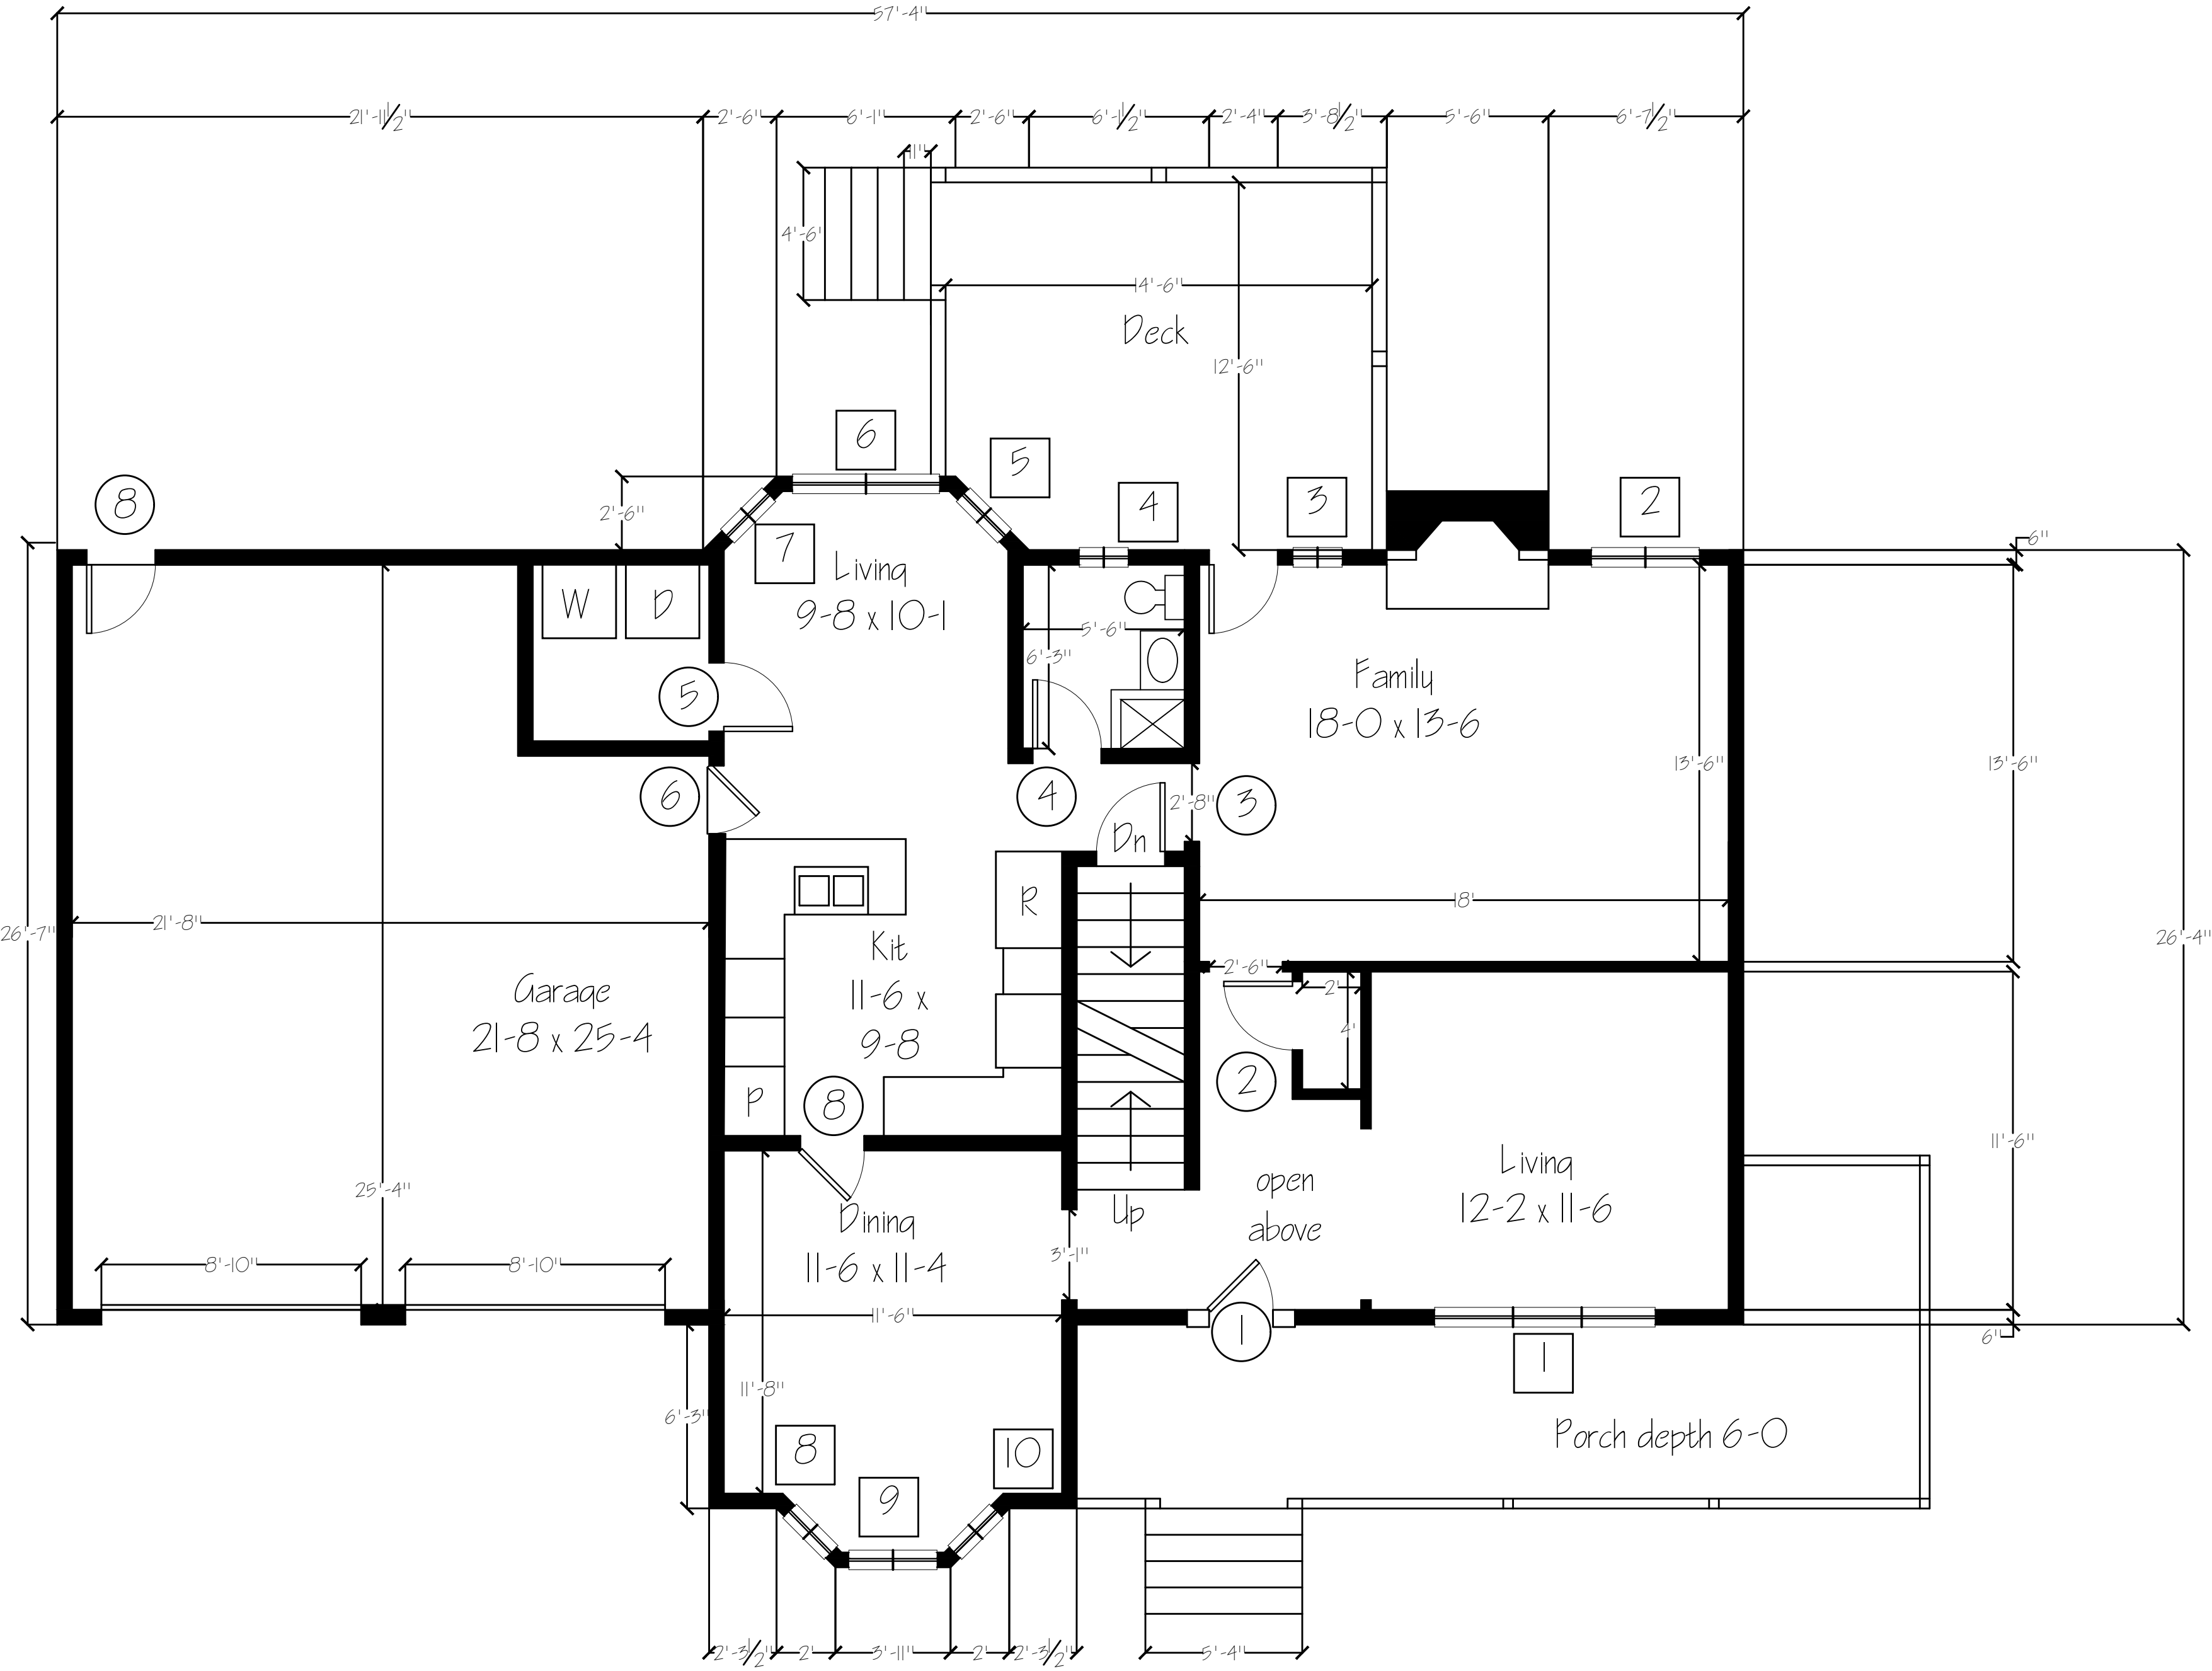 57'-4"
21'-11 1/2"
2'-6"
6'-1"
2'-6"
6'-1 1/2"
2'-4"
3'-8 1/2"
5'-6"
6'-7 1/2"
11"
4'-6"
14'-6"
Deck
12'-6"
6
5
8
4
3
2
2'-6"
7
6"
Living
9-8 x 10-1
W
D
5'-6"
6'-3"
Family
18-0 x 13-6
5
13'-6"
13'-6"
6
4
2'-8"
3
Dn
R
18'
21'-8"
26'-7"
26'-4"
Kit
11-6 x
9-8
2'-6"
2'
4'
Garage
21-8 x 25-4
2
P
8
11'-6"
Living
12-2 x 11-6
open
above
25'-4"
Up
Dining
11-6 x 11-4
3'-1"
8'-10"
8'-10"
11'-6"
1
6"
1
11'-8"
6'-3"
8
10
9
Porch depth 6-0
2'-3 1/2"
2'
3'-11"
2'
2'-3 1/2"
5'-4"